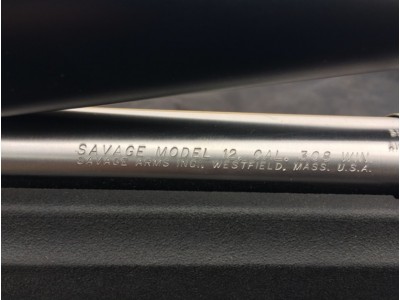 SAVAGE MODEL 12, CAL. 308 WIN
SAVAGE ARMS INC., WESTFIELD, MASS. U.S.A.